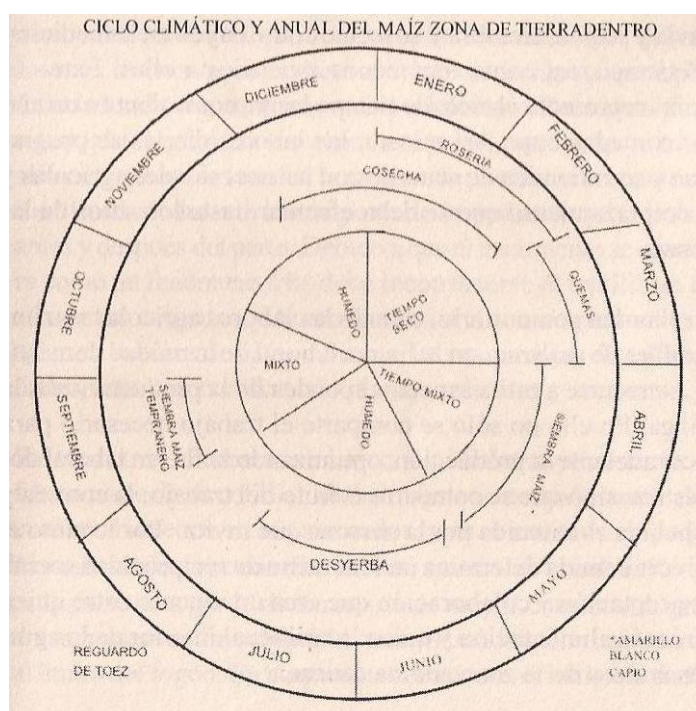 CICLO CLIMÁTICO Y ANUAL DEL MAÍZ ZONA DE TIERRADENTRO
ENERO
FEBRERO
MARZO
ABRIL
MAYO
JUNIO
JULIO
AGOSTO
SEPTIEMBRE
OCTUBRE
NOVIEMBRE
DICIEMBRE
ROSERIA
COSECHA
QUEMAS
SIEMBRA MAIZ
DESYERBA
SIEMBRA MAIZ
TEMPRANERO
HUMEDO
TIEMPO
SECO
TIEMPO MIXTO
HUMEDO
MIXTO
REGUARDO
DE TOEZ
*AMARILLO
BLANCO
CAPIO